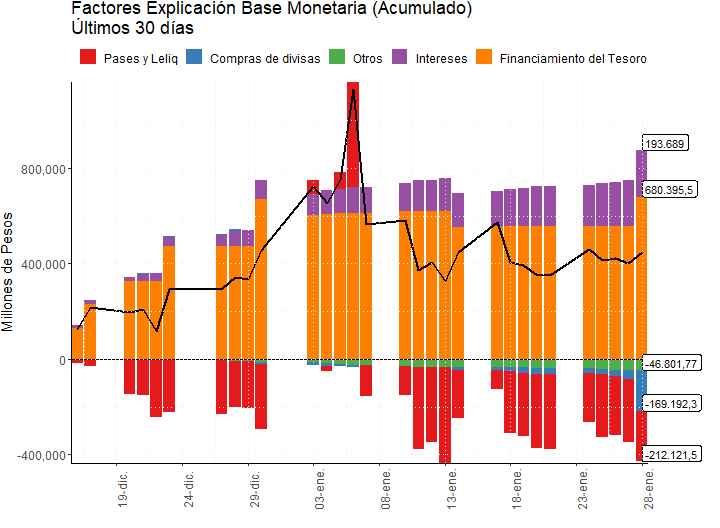 Factores Explicación Base Monetaria (Acumulado)
Últimos 30 días
Pases y Leliq Compras de divisas Otros Intereses Financiamiento del Tesoro
Millones de Pesos
800,000
400,000
0
-400,000
193.689
680.395,5
-46.801,77
-169.192,3
-212.121,5
19-dic.
24-dic.
29-dic.
03-ene.
08-ene.
13-ene.
18-ene.
23-ene.
28-ene.